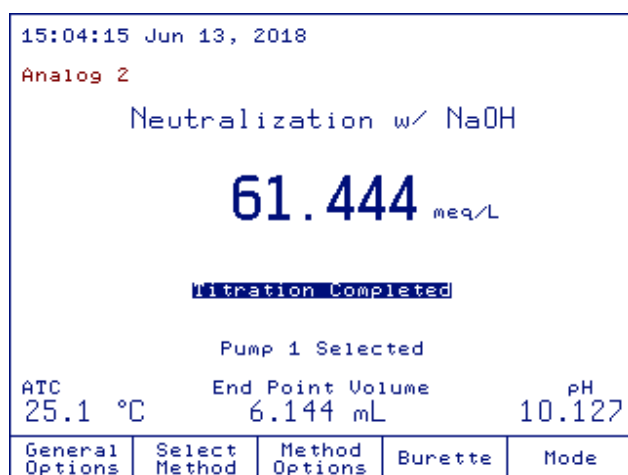 15:04:15 Jun 13, 2018
Analog 2
Neutralization w/ NaOH
61.444 meq/L
Titration Completed
Pump 1 Selected
ATC End Point Volume pH
25.1 °C 6.144 mL 10.127
General Select Method Burette Mode
Options Method Options